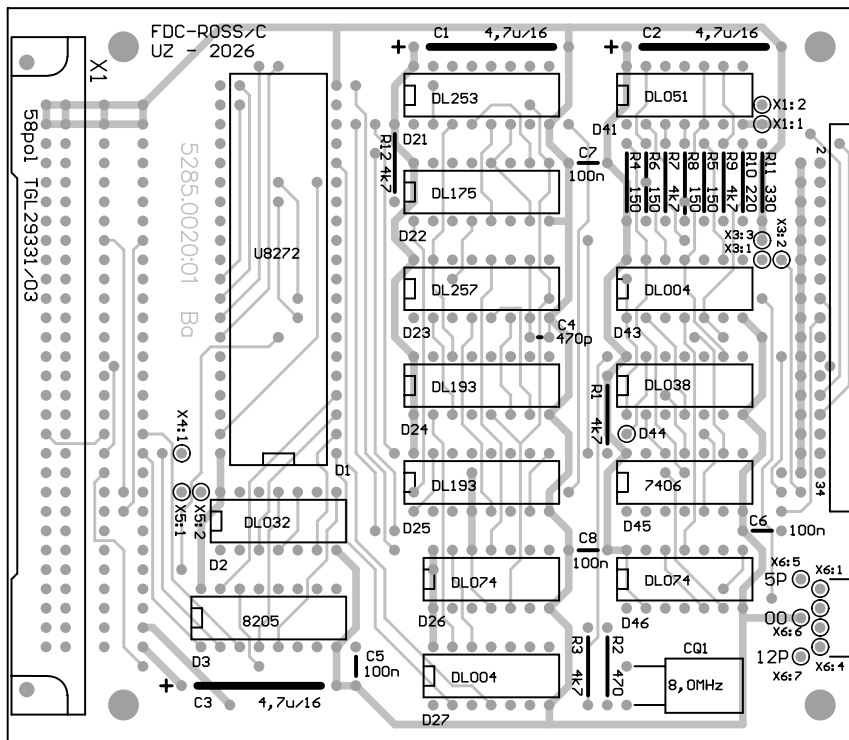 FDC-ROSS/C
UZ - 2026
X1
58pol TGL29331/03
5285.0020:01 Ba
C1 4,7u/16
+
C2 4,7u/16
+
DL253
D21
DL051
D41
X1:2
X1:1
R12 4k7
C7
100n
R4 150
R6 150
R7 4k7
R8 150
R5 150
R9 4k7
R10 220
R11 330
2
DL175
D22
X3:3
X3:1
X3:2
U8272
D1
DL257
D23
C4
470p
DL004
D43
DL193
D24
R1 4k7
DL038
D44
X4:1
X5:1
X5:2
DL193
D25
7406
D45
34
DL032
D2
C8
100n
C6
100n
DL074
D26
DL074
D46
X6:5
5P
X6:1
00
X6:6
12P
X6:4
X6:7
8205
D3
C5
100n
DL004
D27
R3 4k7
R2 470
CQ1
8,0MHz
+
C3 4,7u/16